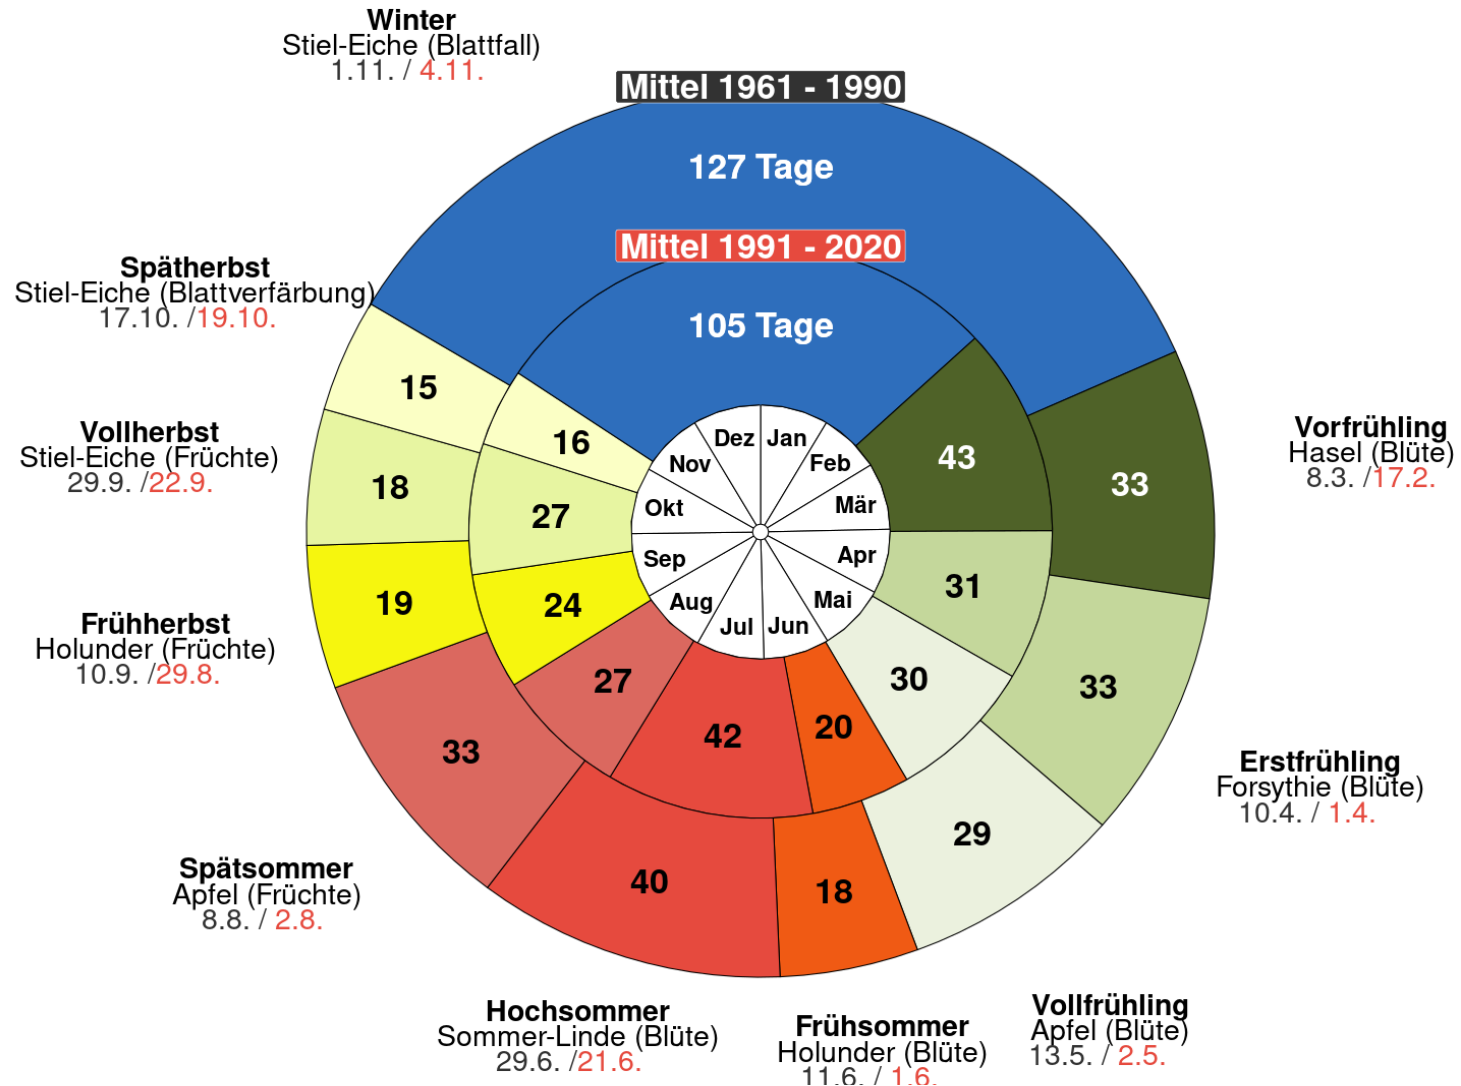 Winter
Stiel-Eiche (Blattfall)
1.11. / 4.11.
Mittel 1961 - 1990
127 Tage
Mittel 1991 - 2020
105 Tage
Spätherbst
Stiel-Eiche (Blattverfärbung)
17.10. /19.10.
15
16
Vollherbst
Stiel-Eiche (Früchte)
29.9. /22.9.
18
27
Frühherbst
Holunder (Früchte)
10.9. /29.8.
19
24
Spätsommer
Apfel (Früchte)
8.8. / 2.8.
33
27
Hochsommer
Sommer-Linde (Blüte)
29.6. /21.6.
40
42
Frühsommer
Holunder (Blüte)
11.6. / 1.6.
18
20
Vollfrühling
Apfel (Blüte)
13.5. / 2.5.
29
30
Erstfrühling
Forsythie (Blüte)
10.4. / 1.4.
33
31
Vorfrühling
Hasel (Blüte)
8.3. /17.2.
33
43
Jan
Feb
Mär
Apr
Mai
Jun
Jul
Aug
Sep
Okt
Nov
Dez